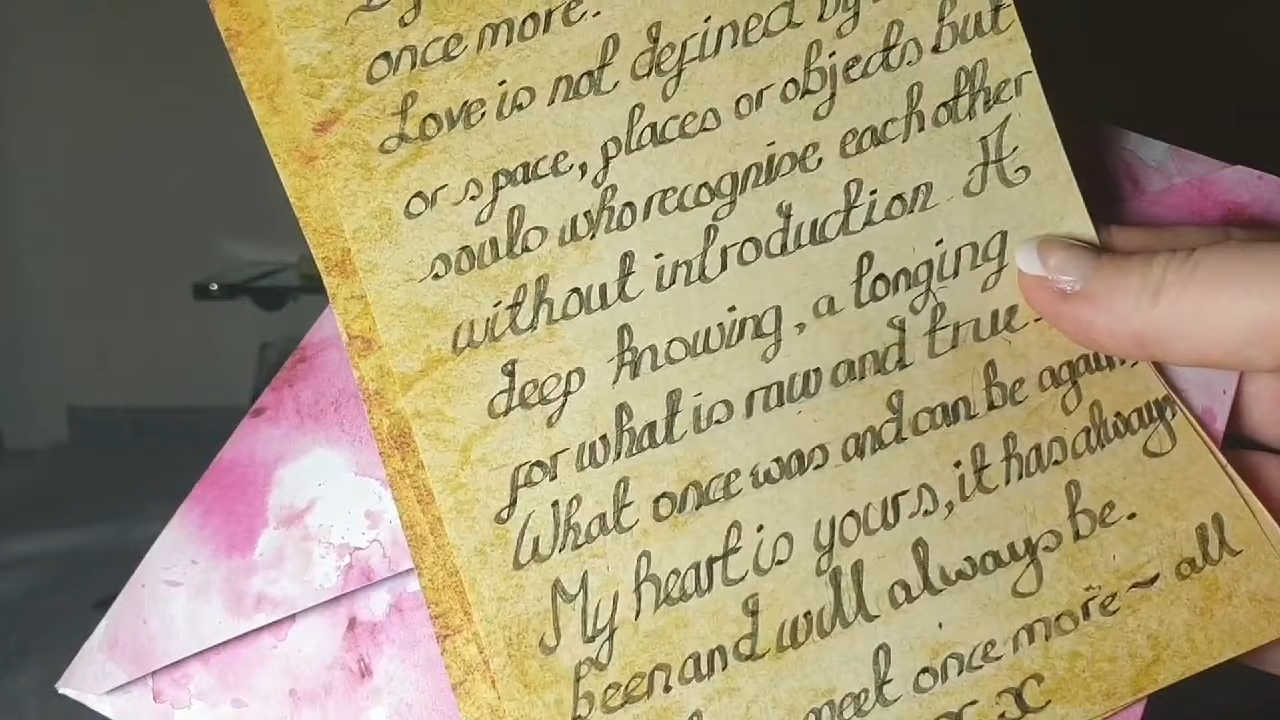 once more.
Love is not defined by
or space, places or objects but
souls who recognise each other
without introduction. A
deep knowing, a longing
for what is raw and true.
What once was and can be again.
My heart is yours, it has always
been and will always be.
meet once more ~ all
x